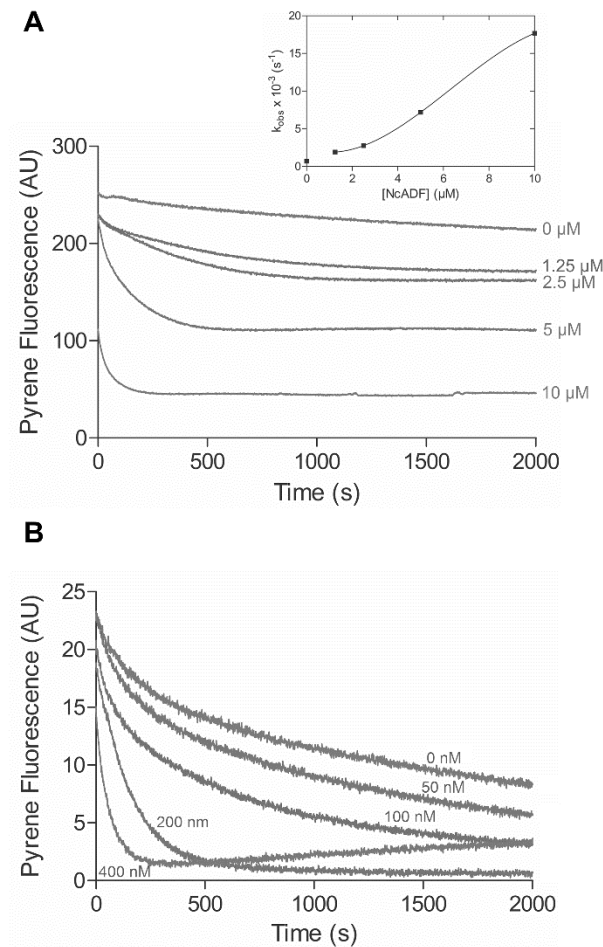 A
20
15
10
5
0
k_obs x 10^-3 (s^-1)
0 2 4 6 8 10
[NcADF] (µM)
300
200
100
0
Pyrene Fluorescence (AU)
0 µM
1.25 µM
2.5 µM
5 µM
10 µM
0 500 1000 1500 2000
Time (s)
B
25
20
15
10
5
0
Pyrene Fluorescence (AU)
0 nM
50 nM
100 nM
200 nm
400 nM
0 500 1000 1500 2000
Time (s)